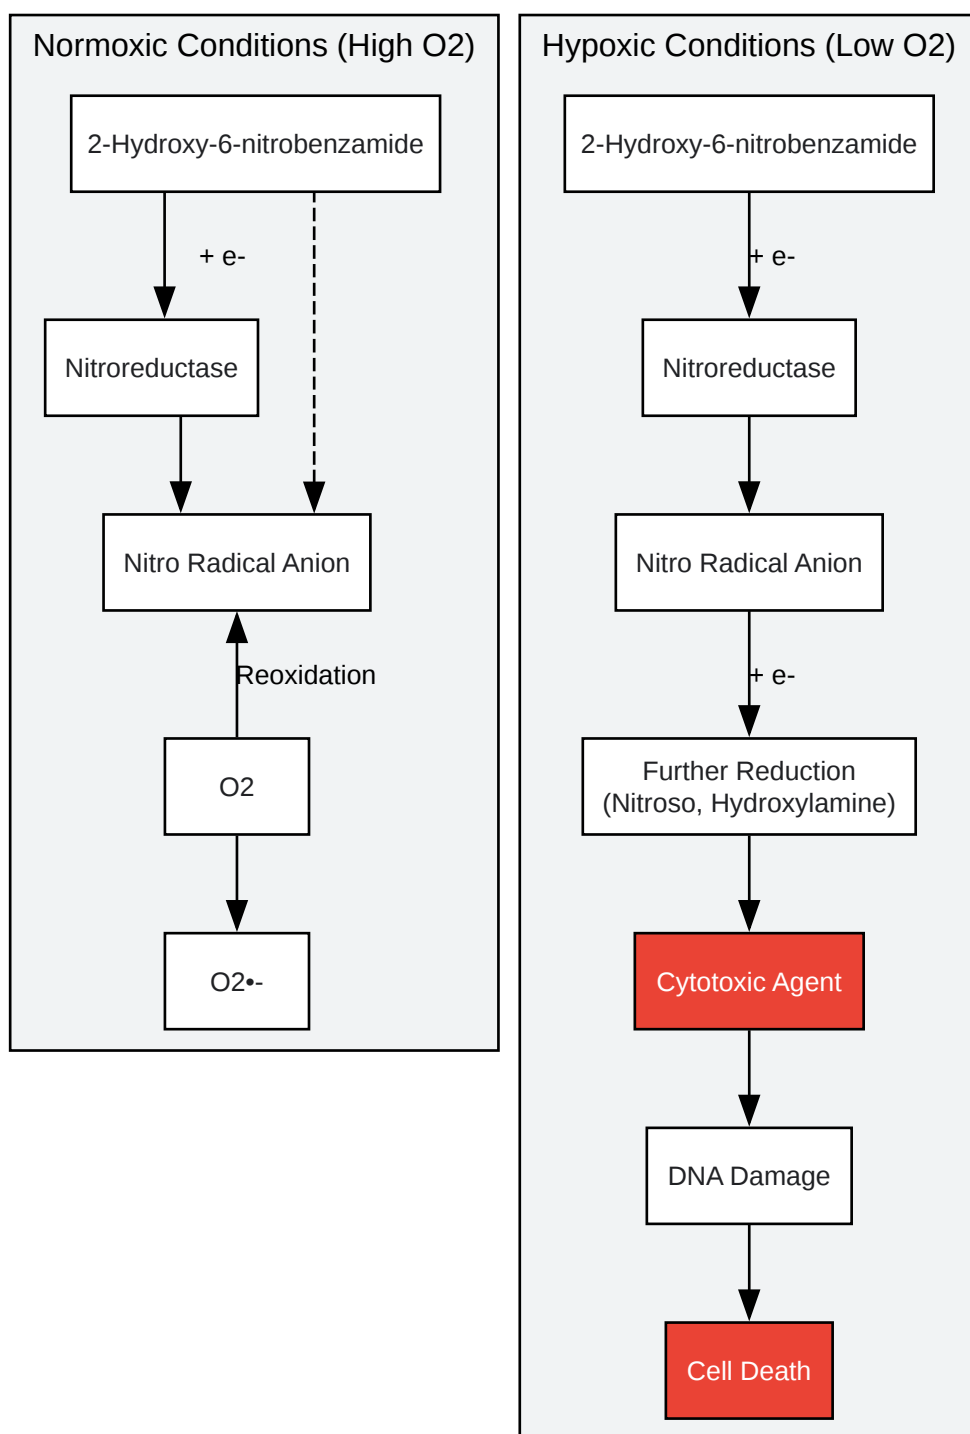 Normoxic Conditions (High O2)
2-Hydroxy-6-nitrobenzamide
+ e-
Nitroreductase
Nitro Radical Anion
Reoxidation
O2
O2•-
Hypoxic Conditions (Low O2)
2-Hydroxy-6-nitrobenzamide
+ e-
Nitroreductase
Nitro Radical Anion
+ e-
Further Reduction
(Nitroso, Hydroxylamine)
Cytotoxic Agent
DNA Damage
Cell Death